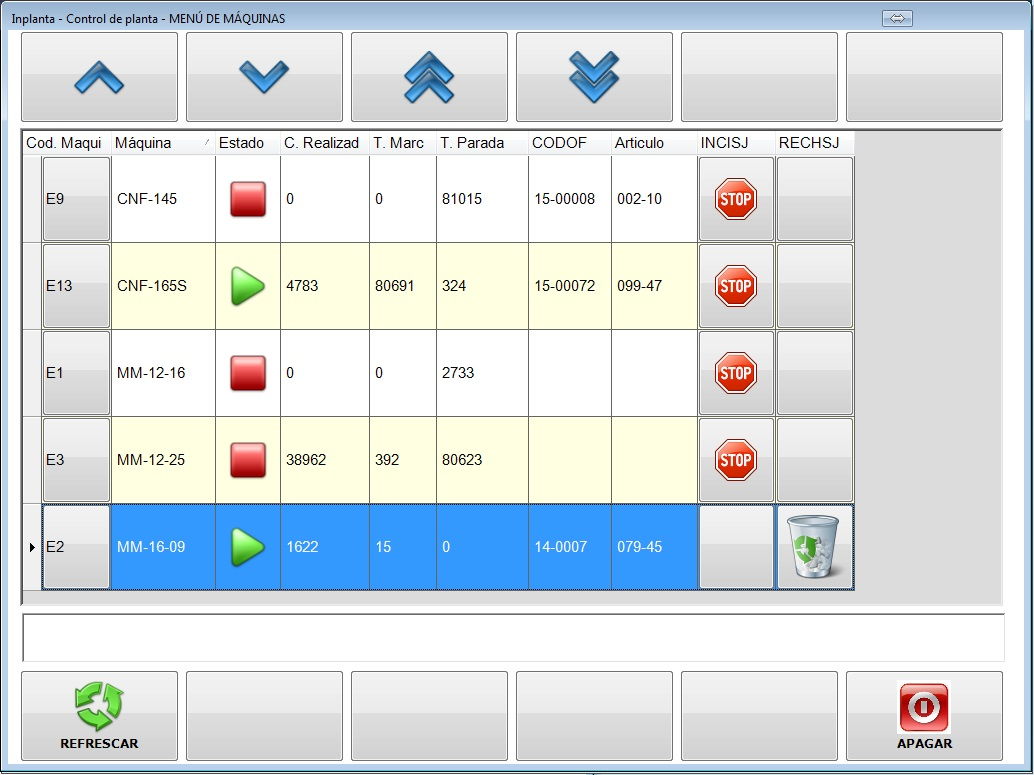 Inplanta - Control de planta - MENÚ DE MÁQUINAS
Cod. Maqui Máquina Estado C. Realizad T. Marc T. Parada CODOF Articulo INCISJ RECHSJ
E9 CNF-145 0 0 81015 15-00008 002-10 STOP
E13 CNF-165S 4783 80691 324 15-00072 099-47 STOP
E1 MM-12-16 0 0 2733 STOP
E3 MM-12-25 38962 392 80623 STOP
E2 MM-16-09 1622 15 0 14-0007 079-45
REFRESCAR APAGAR